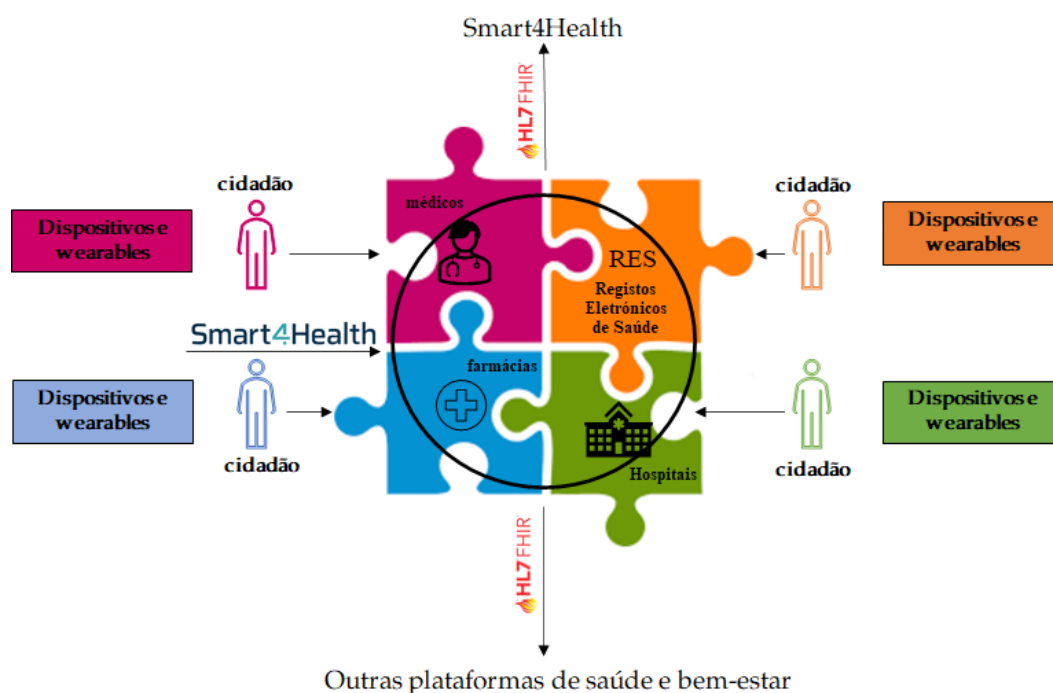 Smart4Health
HL7 FHIR
cidadão
cidadão
Dispositivos e
wearables
médicos
Dispositivos e
wearables
RES
Registos
Eletrónicos
de Saúde
Smart4Health
farmácias
Dispositivos e
wearables
Dispositivos e
wearables
cidadão
cidadão
Hospitais
HL7 FHIR
Outras plataformas de saúde e bem-estar